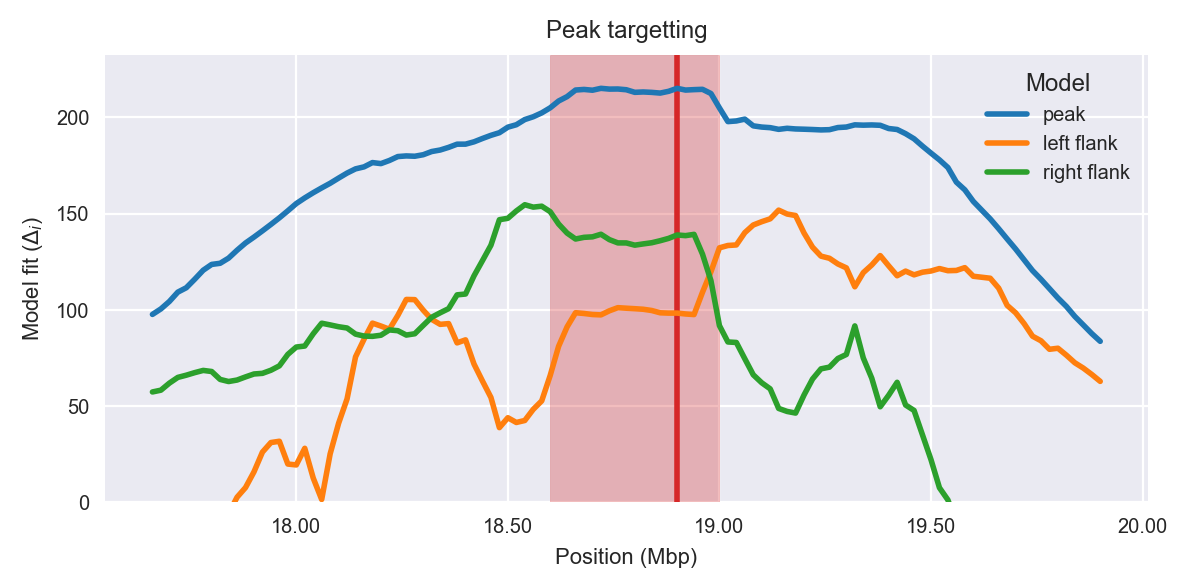 Peak targetting
Model
peak
left flank
right flank
Model fit (Δi)
200
150
100
50
0
18.00 18.50 19.00 19.50 20.00
Position (Mbp)